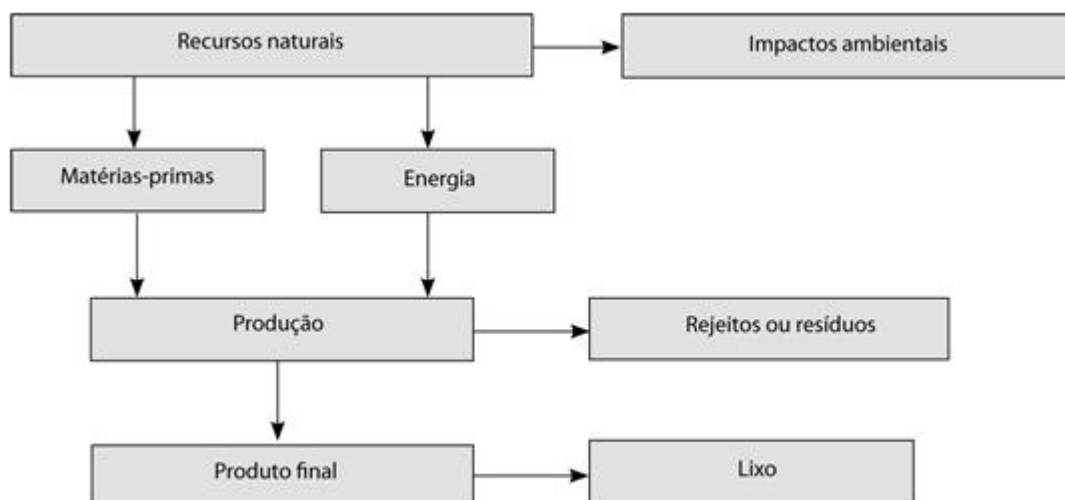 Recursos naturais
Impactos ambientais
Matérias-primas
Energia
Produção
Rejeitos ou resíduos
Produto final
Lixo